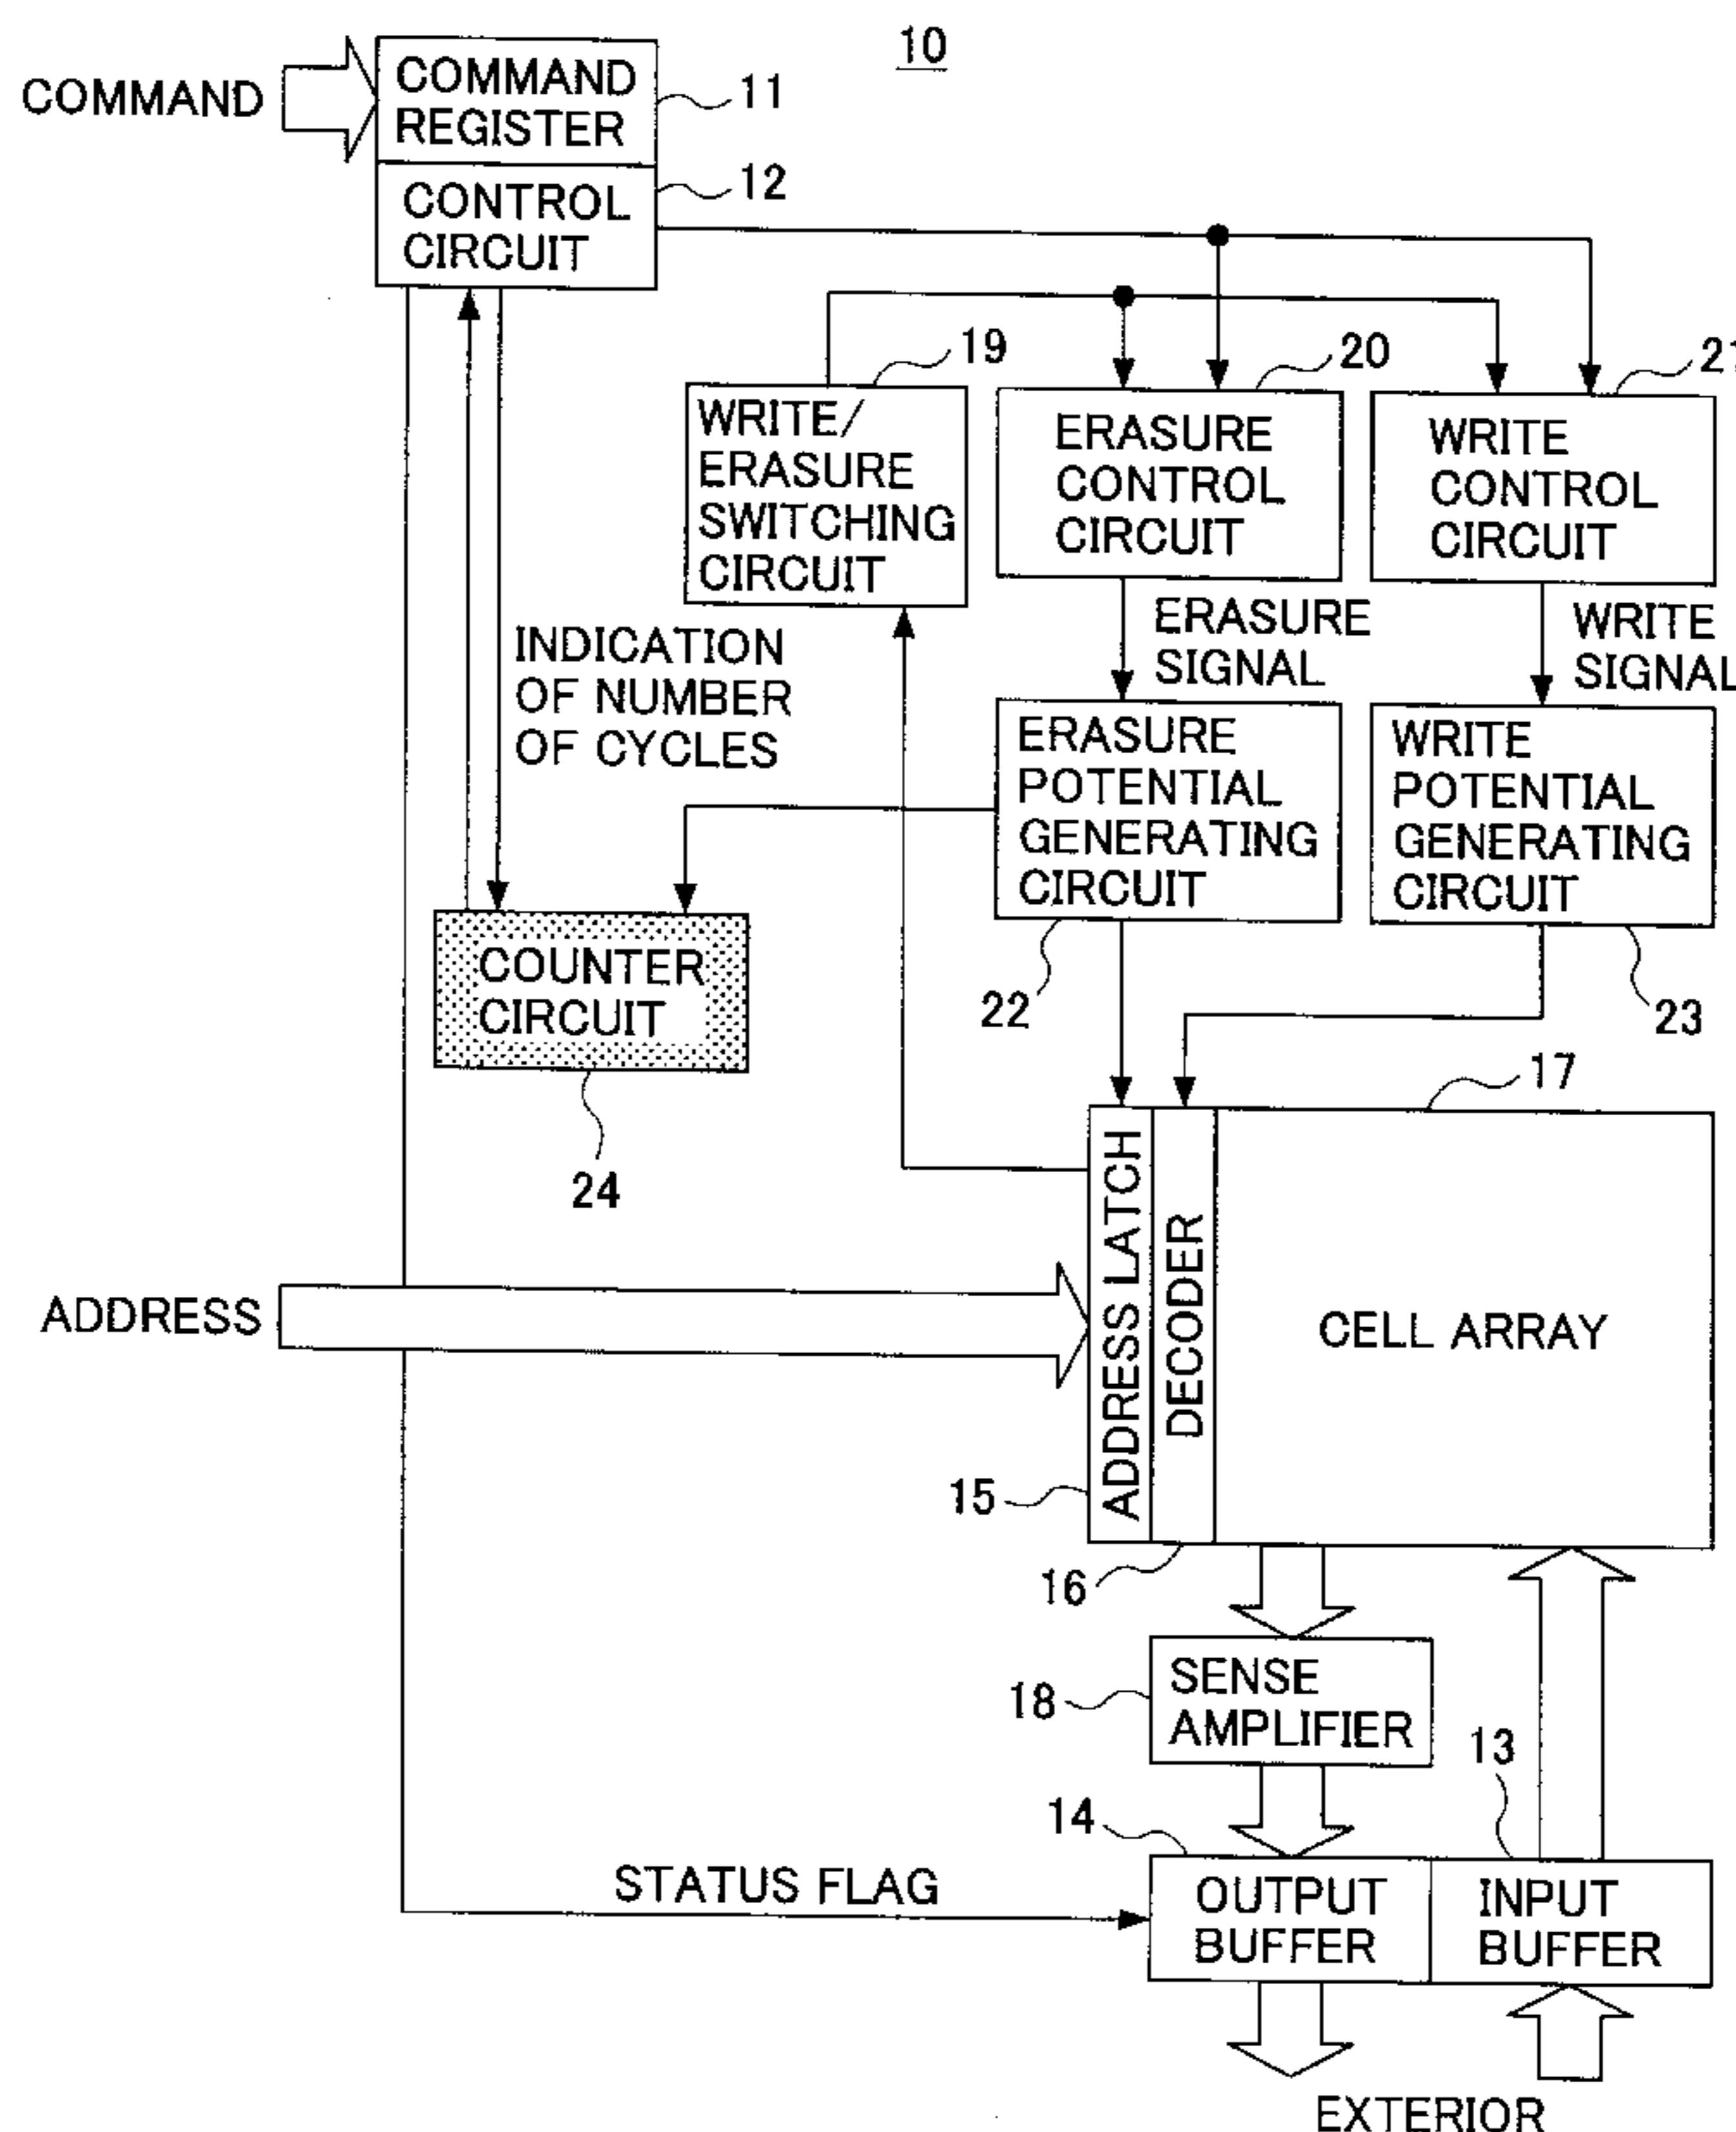 10
COMMAND
COMMAND
REGISTER
11
CONTROL
CIRCUIT
12
19
20
21
WRITE/
ERASURE
SWITCHING
CIRCUIT
ERASURE
CONTROL
CIRCUIT
WRITE
CONTROL
CIRCUIT
INDICATION
OF NUMBER
OF CYCLES
ERASURE
SIGNAL
WRITE
SIGNAL
ERASURE
POTENTIAL
GENERATING
CIRCUIT
WRITE
POTENTIAL
GENERATING
CIRCUIT
COUNTER
CIRCUIT
22
23
24
17
ADDRESS
ADDRESS LATCH
DECODER
CELL ARRAY
15
16
SENSE
AMPLIFIER
18
13
14
STATUS FLAG
OUTPUT
BUFFER
INPUT
BUFFER
EXTERIOR